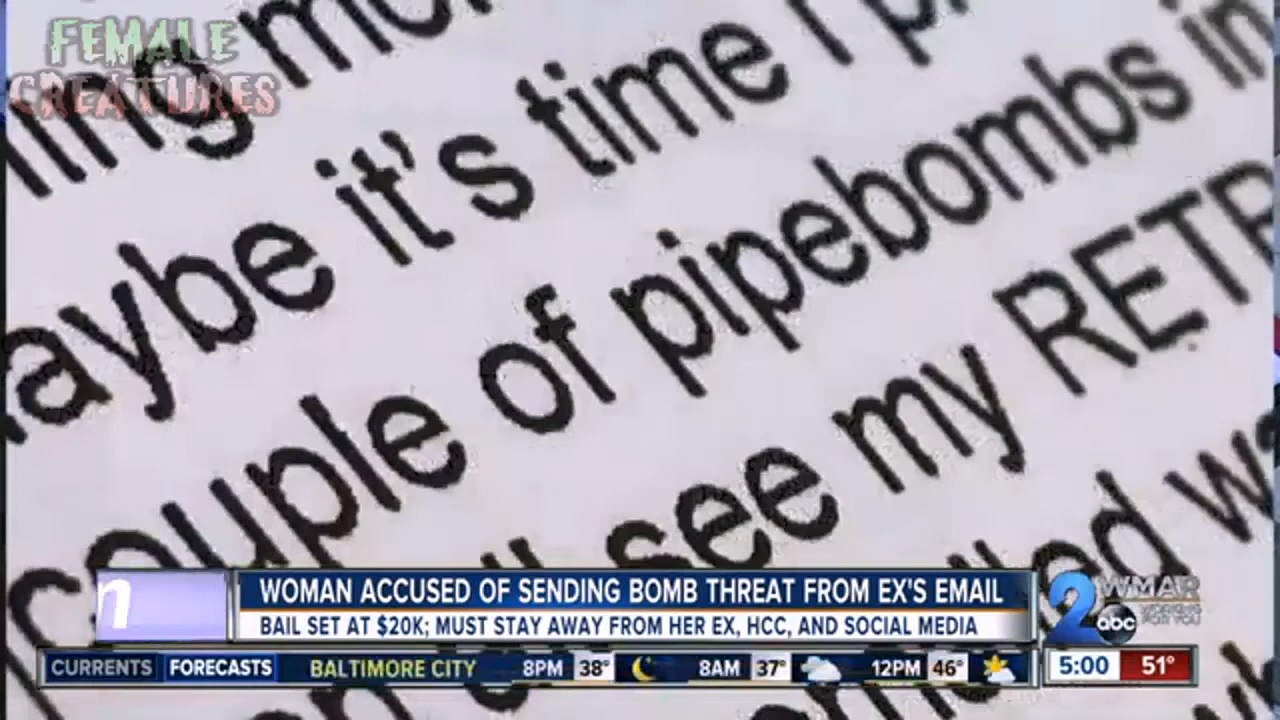 FEMALE
CREATURES
it's time I
couple of pipebombs in
see my
WOMAN ACCUSED OF SENDING BOMB THREAT FROM EX'S EMAIL
BAIL SET AT $20K; MUST STAY AWAY FROM HER EX, HCC, AND SOCIAL MEDIA
2 WMAR
abc
CURRENTS FORECASTS BALTIMORE CITY 8PM 38° 8AM 37° 12PM 46° 5:00 51°